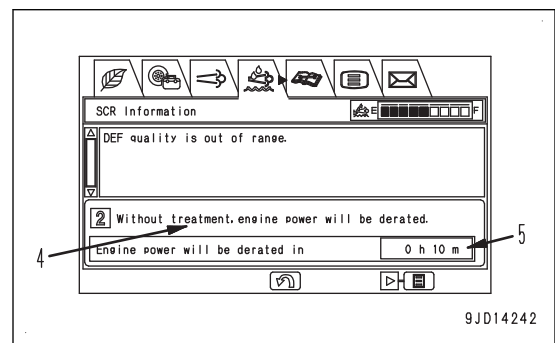 SCR Information
E F
DEF quality is out of range.
2 Without treatment, engine power will be derated.
Engine power will be derated in 0 h 10 m
4
5
9JD14242